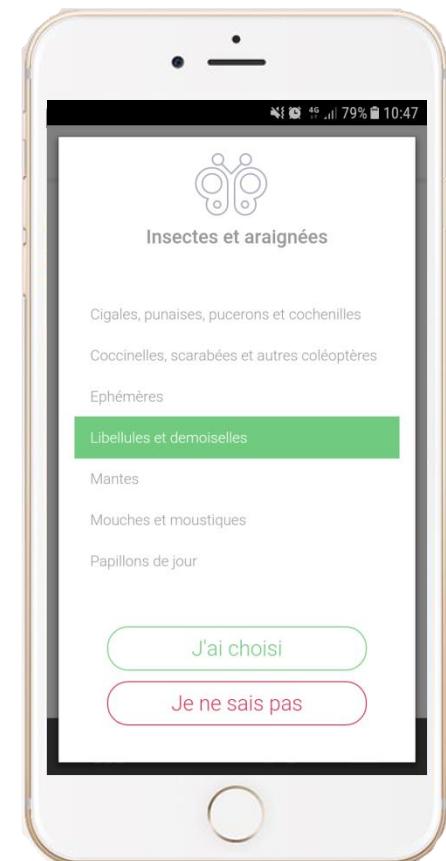 4G 79% 10:47
Insectes et araignées
Cigales, punaises, pucerons et cochenilles
Coccinelles, scarabées et autres coléoptères
Ephémères
Libellules et demoiselles
Mantes
Mouches et moustiques
Papillons de jour
J'ai choisi
Je ne sais pas